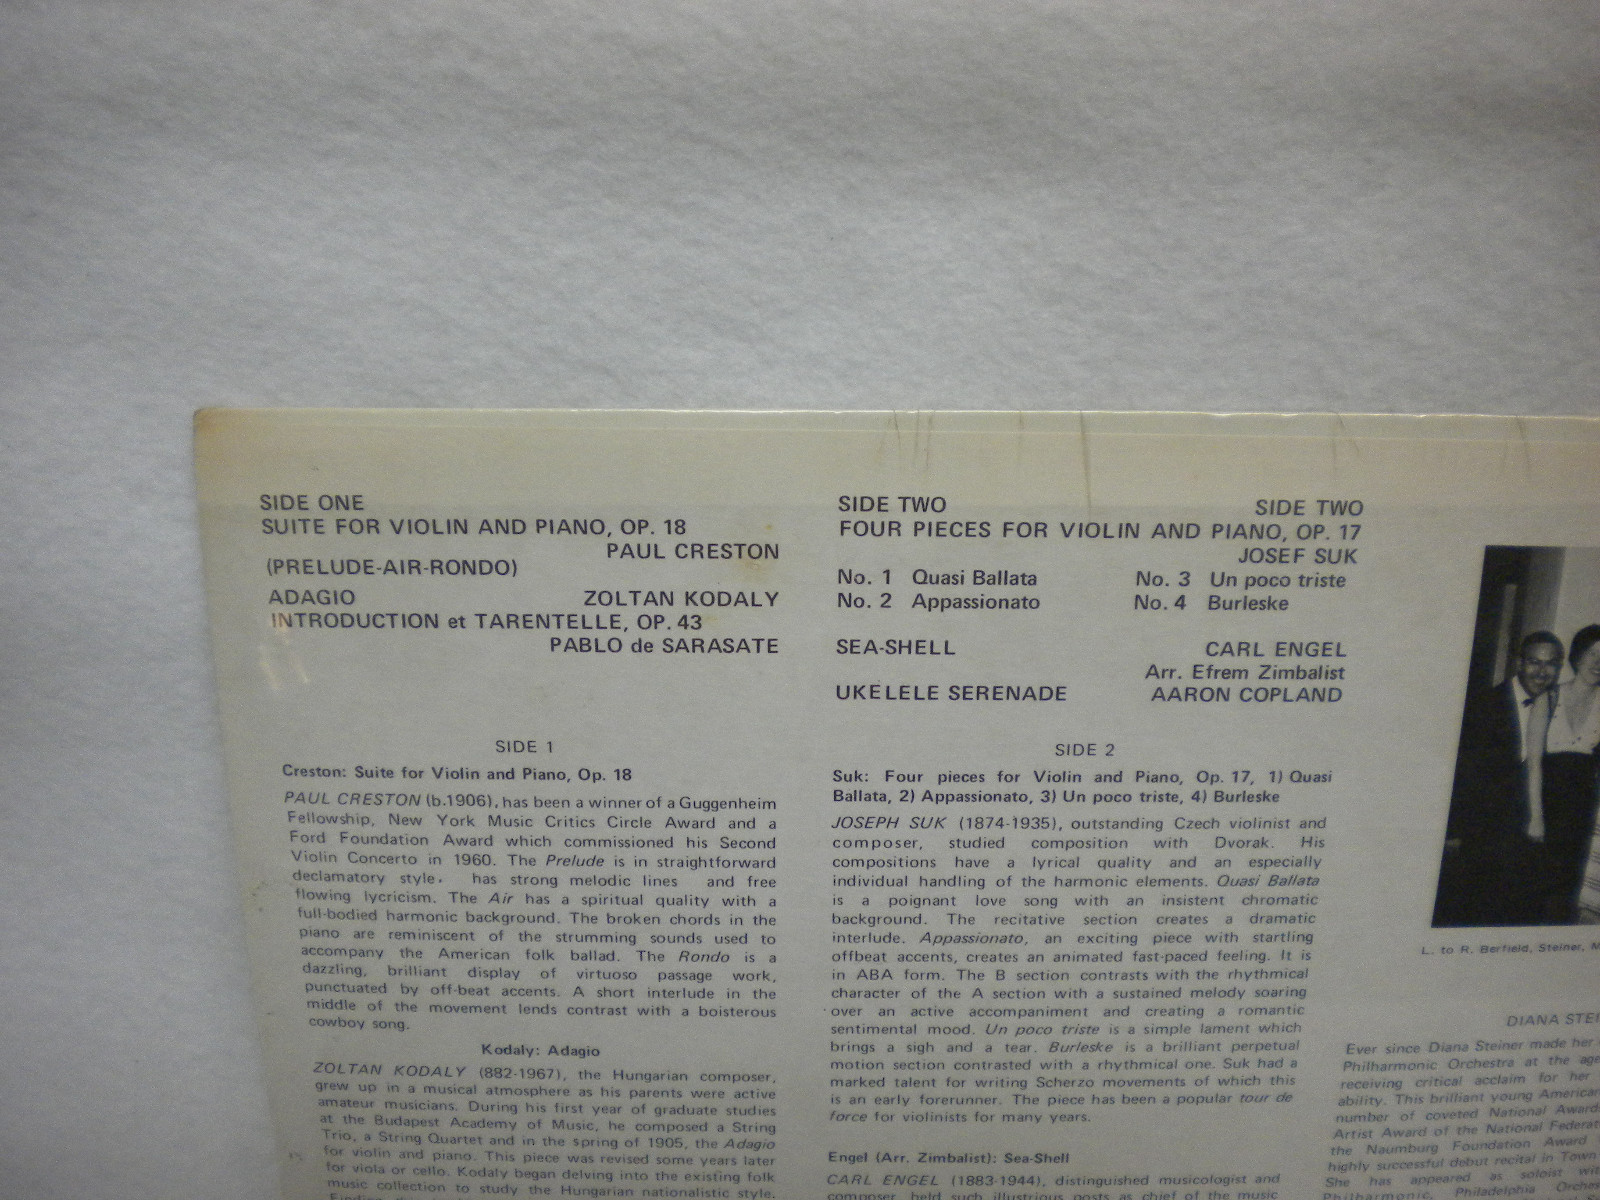 SIDE ONE
SUITE FOR VIOLIN AND PIANO, OP. 18
PAUL CRESTON
(PRELUDE-AIR-RONDO)
ADAGIO ZOLTAN KODALY
INTRODUCTION et TARENTELLE, OP. 43
PABLO de SARASATE
SIDE 1
Creston: Suite for Violin and Piano, Op. 18
PAUL CRESTON (b.1906), has been a winner of a Guggenheim
Fellowship, New York Music Critics Circle Award and a
Ford Foundation Award which commissioned his Second
Violin Concerto in 1960. The Prelude is in straightforward
declamatory style. has strong melodic lines and free
flowing lycricism. The Air has a spiritual quality with a
full-bodied harmonic background. The broken chords in the
piano are reminiscent of the strumming sounds used to
accompany the American folk ballad. The Rondo is a
dazzling, brilliant display of virtuoso passage work,
punctuated by off-beat accents. A short interlude in the
middle of the movement lends contrast with a boisterous
cowboy song.
Kodaly: Adagio
ZOLTAN KODALY (882-1967), the Hungarian composer,
grew up in a musical atmosphere as his parents were active
amateur musicians. During his first year of graduate studies
at the Budapest Academy of Music, he composed a String
Trio, a String Quartet and in the spring of 1905, the Adagio
for violin and piano. This piece was revised some years later
for viola or cello. Kodaly began delving into the existing folk
music collection to study the Hungarian nationalistic style.
SIDE TWO SIDE TWO
FOUR PIECES FOR VIOLIN AND PIANO, OP. 17
JOSEF SUK
No. 1 Quasi Ballata No. 3 Un poco triste
No. 2 Appassionato No. 4 Burleske
SEA-SHELL CARL ENGEL
Arr. Efrem Zimbalist
UKELELE SERENADE AARON COPLAND
SIDE 2
Suk: Four pieces for Violin and Piano, Op. 17, 1) Quasi
Ballata, 2) Appassionato, 3) Un poco triste, 4) Burleske
JOSEPH SUK (1874-1935), outstanding Czech violinist and
composer, studied composition with Dvorak. His
compositions have a lyrical quality and an especially
individual handling of the harmonic elements. Quasi Ballata
is a poignant love song with an insistent chromatic
background. The recitative section creates a dramatic
interlude. Appassionato, an exciting piece with startling
offbeat accents, creates an animated fast-paced feeling. It is
in ABA form. The B section contrasts with the rhythmical
character of the A section with a sustained melody soaring
over an active accompaniment and creating a romantic
sentimental mood. Un poco triste is a simple lament which
brings a sigh and a tear. Burleske is a brilliant perpetual
motion section contrasted with a rhythmical one. Suk had a
marked talent for writing Scherzo movements of which this
is an early forerunner. The piece has been a popular tour de
force for violinists for many years.
Engel (Arr. Zimbalist): Sea-Shell
CARL ENGEL (1883-1944), distinguished musicologist and
composer, held such illustrious posts as chief of the music
L. to R. Berfield, Steiner,
DIANA
Ever since Diana Steiner made her
Philharmonic Orchestra at the age
receiving critical acclaim for her
ability. This brilliant young American
number of coveted National
Artist Award of the National
the Naumburg Foundation Award
highly successful debut recital in Town
She has appeared as soloist
Philharmonic, Philadelphia